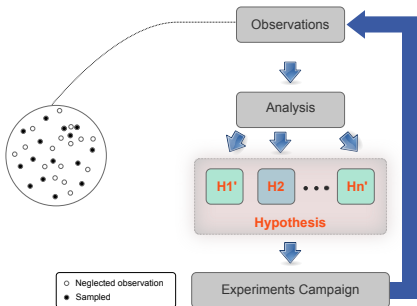 Observations
Analysis
H1' H2 • • • Hn'
Hypothesis
Experiments Campaign
Neglected observation
Sampled